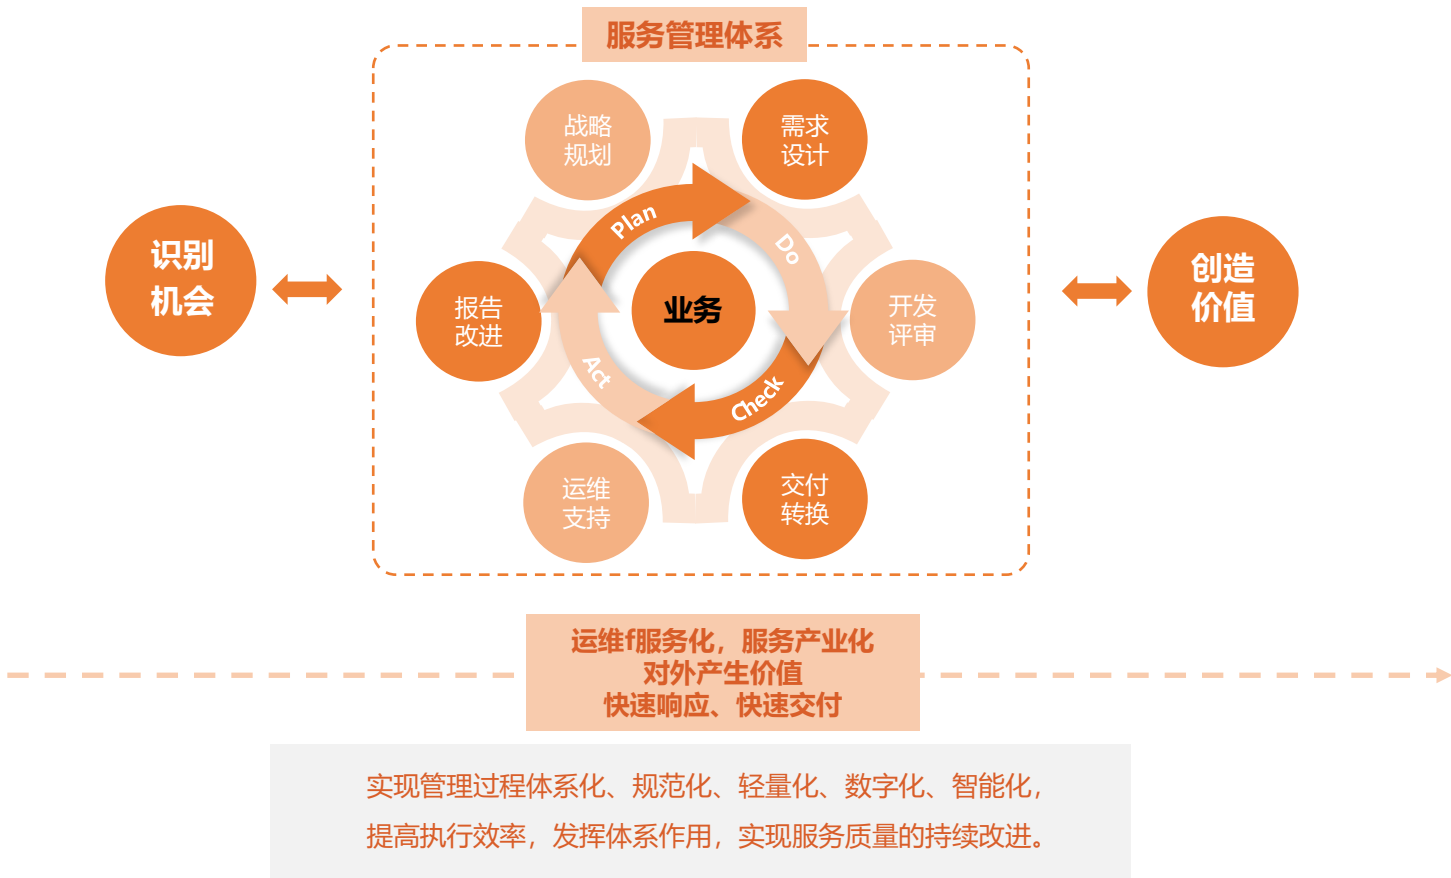 服务管理体系
战略
规划
需求
设计
Plan
Do
识别
机会
报告
改进
业务
开发
评审
创造
价值
Act
Check
运维
支持
交付
转换
运维f服务化，服务产业化
对外产生价值
快速响应、快速交付
实现管理过程体系化、规范化、轻量化、数字化、智能化，
提高执行效率，发挥体系作用，实现服务质量的持续改进。